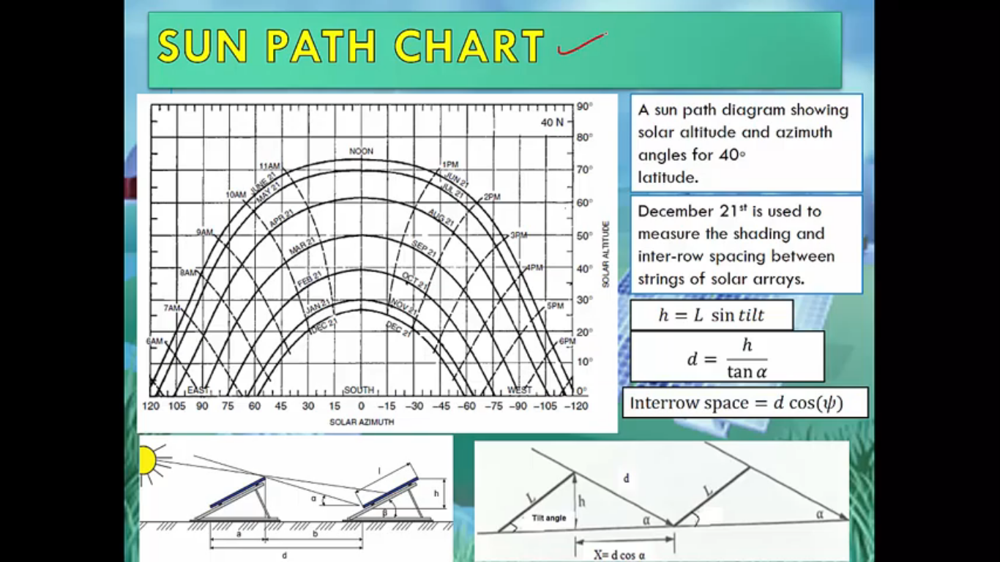 SUN PATH CHART
40 N
90°
80°
70°
60°
50°
40°
30°
20°
10°
0°
SOLAR ALTITUDE
NOON
11AM
10AM
9AM
8AM
7AM
6AM
1PM
2PM
3PM
4PM
5PM
6PM
JUNE 21
MAY 21
APR 21
MAR 21
FEB 21
JAN 21
DEC 21
JUN 21
JUL 21
AUG 21
SEP 21
OCT 21
NOV 21
DEC 21
EAST
SOUTH
WEST
120 105 90 75 60 45 30 15 0 −15 −30 −45 −60 −75 −90 −105 −120
SOLAR AZIMUTH
A sun path diagram showing
solar altitude and azimuth
angles for 40°
latitude.
December 21st is used to
measure the shading and
inter-row spacing between
strings of solar arrays.
h = L sin tilt
d = h / tan α
Interrow space = d cos(ψ)
l
h
α
β
a
b
d
L
h
Tilt angle
d
α
L
α
X= d cos α